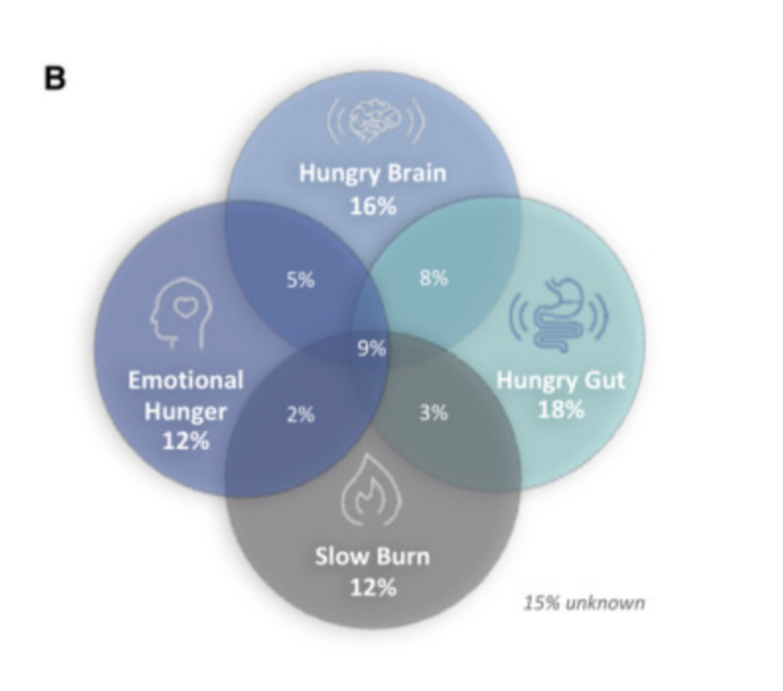 B
Hungry Brain
16%
5%
8%
9%
Emotional
Hunger
12%
Hungry Gut
18%
2%
3%
Slow Burn
12%
15% unknown